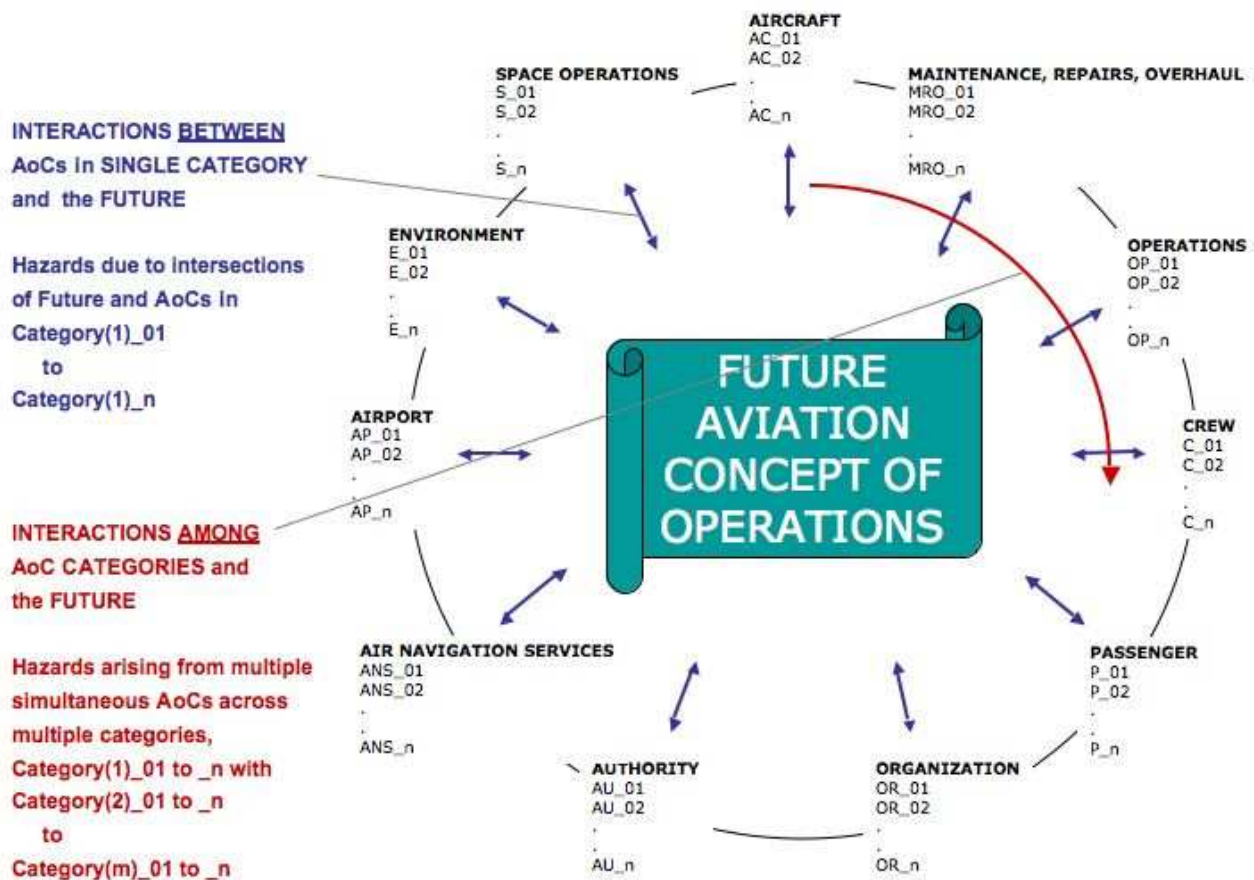 AIRCRAFT
AC_01
AC_02
.
.
AC_n
SPACE OPERATIONS
S_01
S_02
.
.
S_n
MAINTENANCE, REPAIRS, OVERHAUL
MRO_01
MRO_02
.
.
MRO_n
INTERACTIONS BETWEEN
AoCs in SINGLE CATEGORY
and the FUTURE
Hazards due to intersections
of Future and AoCs in
Category(1)_01
to
Category(1)_n
ENVIRONMENT
E_01
E_02
.
.
E_n
OPERATIONS
OP_01
OP_02
.
.
OP_n
FUTURE
AVIATION
CONCEPT OF
OPERATIONS
AIRPORT
AP_01
AP_02
.
.
AP_n
CREW
C_01
C_02
.
.
C_n
INTERACTIONS AMONG
AoC CATEGORIES and
the FUTURE
Hazards arising from multiple
simultaneous AoCs across
multiple categories,
Category(1)_01 to _n with
Category(2)_01 to _n
to
Category(m)_01 to _n
AIR NAVIGATION SERVICES
ANS_01
ANS_02
.
.
ANS_n
PASSENGER
P_01
P_02
.
.
P_n
AUTHORITY
AU_01
AU_02
.
.
AU_n
ORGANIZATION
OR_01
OR_02
.
.
OR_n